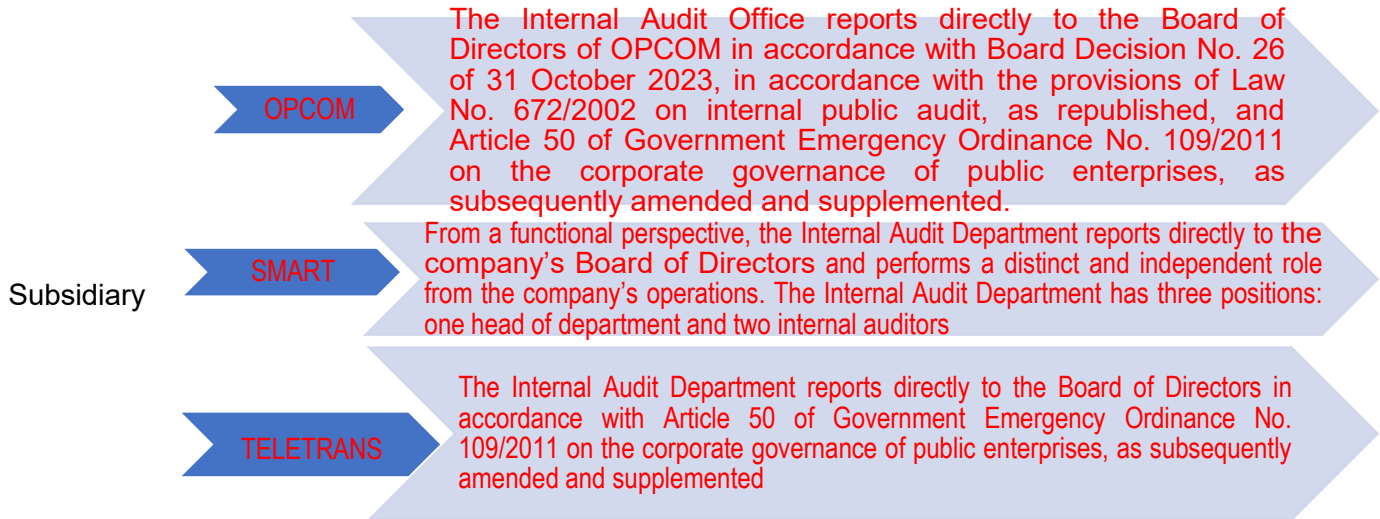 Subsidiary
OPCOM
The Internal Audit Office reports directly to the Board of
Directors of OPCOM in accordance with Board Decision No. 26
of 31 October 2023, in accordance with the provisions of Law
No. 672/2002 on internal public audit, as republished, and
Article 50 of Government Emergency Ordinance No. 109/2011
on the corporate governance of public enterprises, as
subsequently amended and supplemented.
SMART
From a functional perspective, the Internal Audit Department reports directly to the
company’s Board of Directors and performs a distinct and independent role
from the company’s operations. The Internal Audit Department has three positions:
one head of department and two internal auditors
TELETRANS
The Internal Audit Department reports directly to the Board of Directors in
accordance with Article 50 of Government Emergency Ordinance No.
109/2011 on the corporate governance of public enterprises, as subsequently
amended and supplemented